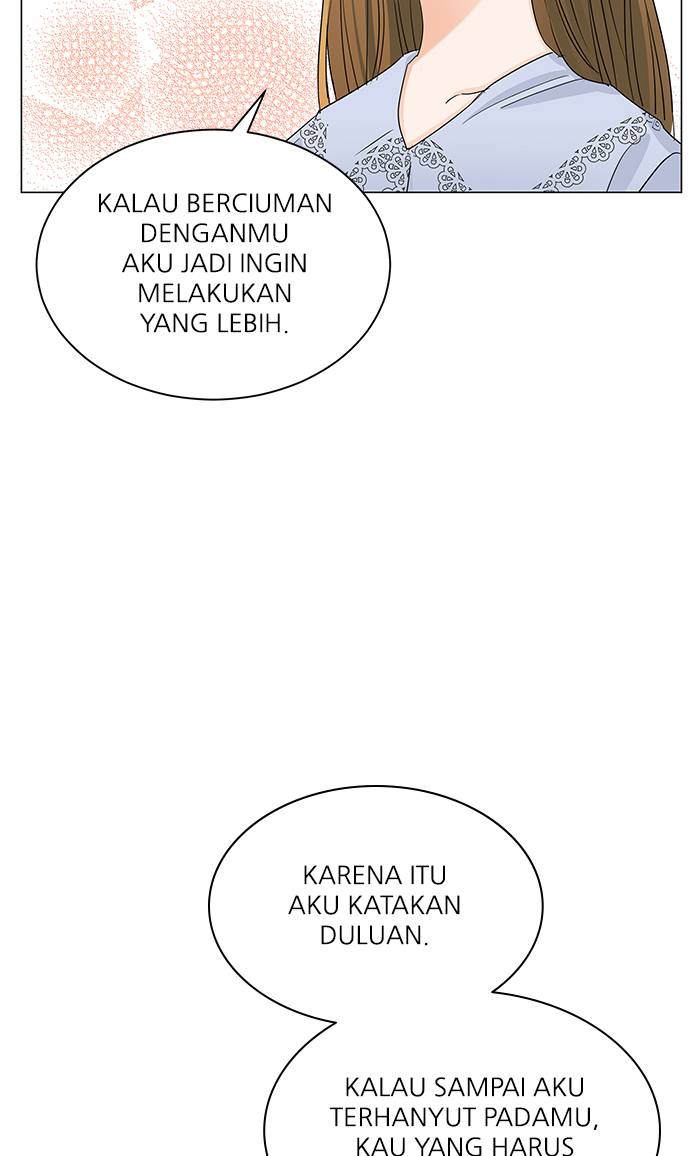 KALAU BERCIUMAN
DENGANMU
AKU JADI INGIN
MELAKUKAN
YANG LEBIH.
KARENA ITU
AKU KATAKAN
DULUAN.
KALAU SAMPAI AKU
TERHANYUT PADAMU,
KAU YANG HARUS